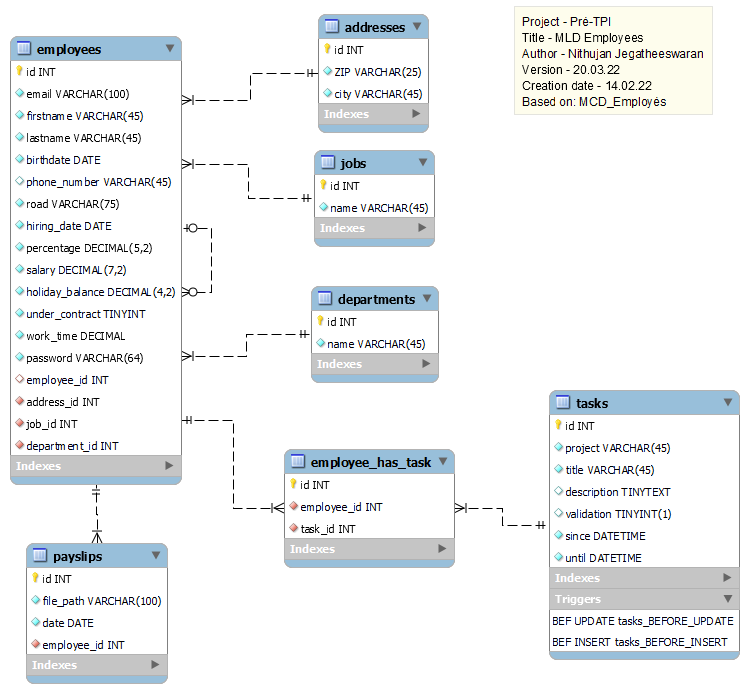 Project - Pré-TPI
Title - MLD Employees
Author - Nithujan Jegatheeswaran
Version - 20.03.22
Creation date - 14.02.22
Based on: MCD_Employés
employees
id INT
email VARCHAR(100)
firstname VARCHAR(45)
lastname VARCHAR(45)
birthdate DATE
phone_number VARCHAR(45)
road VARCHAR(75)
hiring_date DATE
percentage DECIMAL(5,2)
salary DECIMAL(7,2)
holiday_balance DECIMAL(4,2)
under_contract TINYINT
work_time DECIMAL
password VARCHAR(64)
employee_id INT
address_id INT
job_id INT
department_id INT
Indexes
addresses
id INT
ZIP VARCHAR(25)
city VARCHAR(45)
Indexes
jobs
id INT
name VARCHAR(45)
Indexes
departments
id INT
name VARCHAR(45)
Indexes
employee_has_task
id INT
employee_id INT
task_id INT
Indexes
tasks
id INT
project VARCHAR(45)
title VARCHAR(45)
description TINYTEXT
validation TINYINT(1)
since DATETIME
until DATETIME
Indexes
Triggers
BEF UPDATE tasks_BEFORE_UPDATE
BEF INSERT tasks_BEFORE_INSERT
payslips
id INT
file_path VARCHAR(100)
date DATE
employee_id INT
Indexes